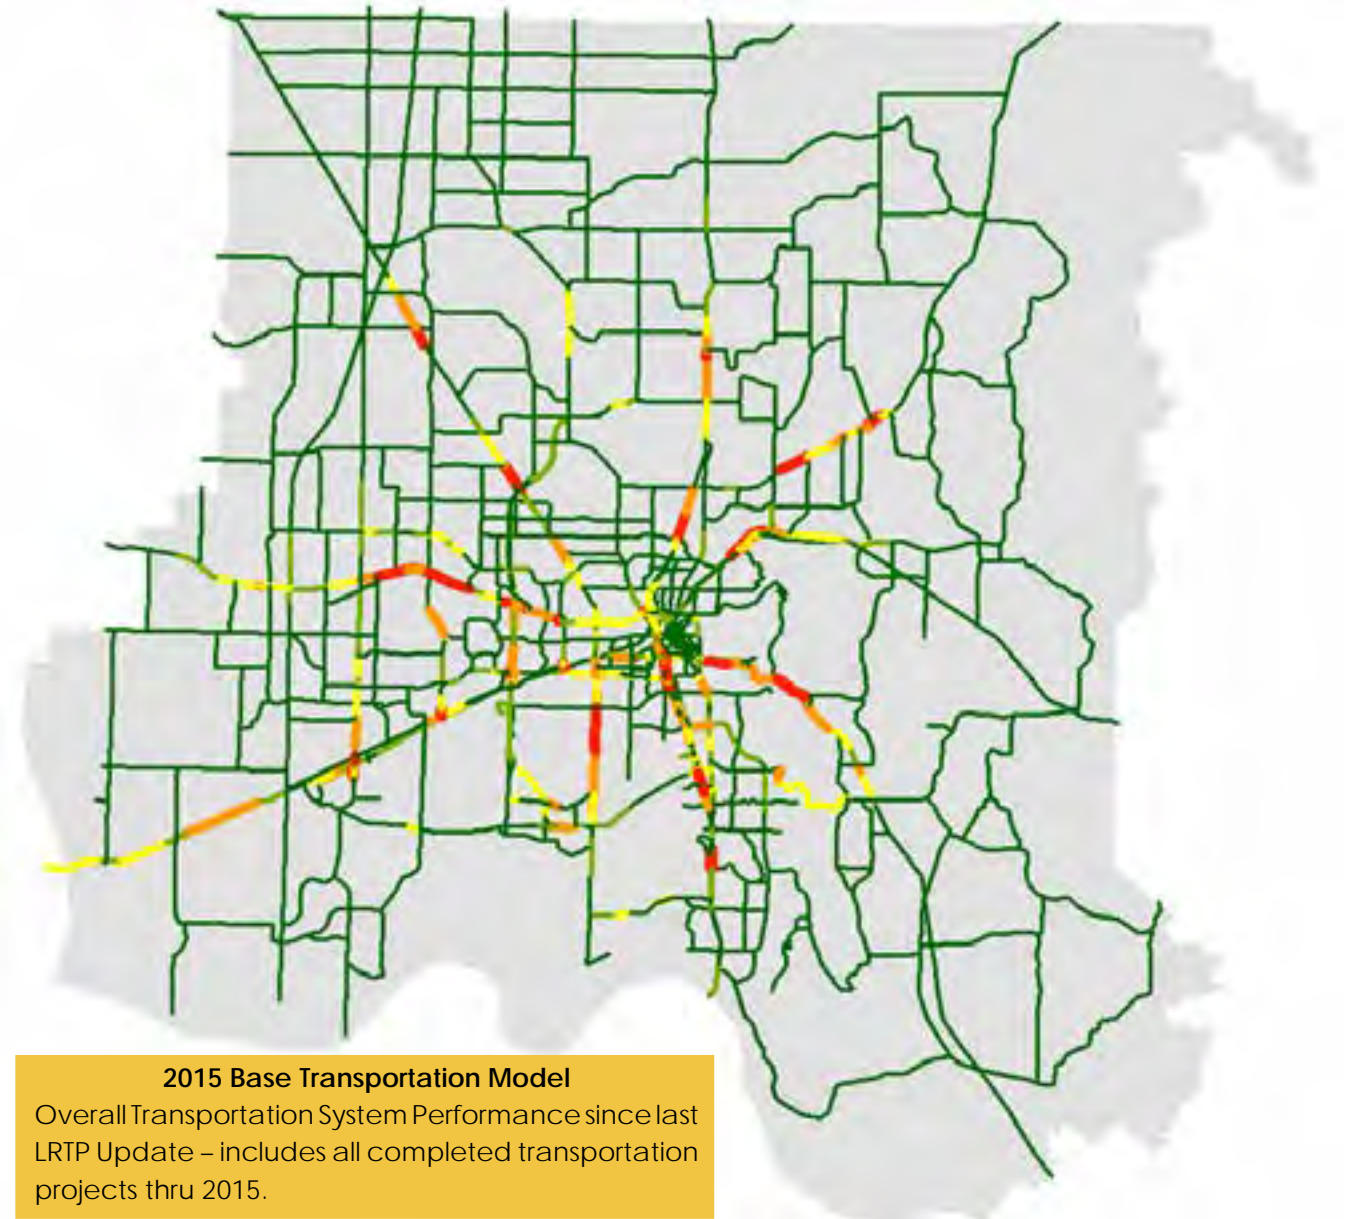 2015 Base Transportation Model
Overall Transportation System Performance since last
LRTP Update – includes all completed transportation
projects thru 2015.